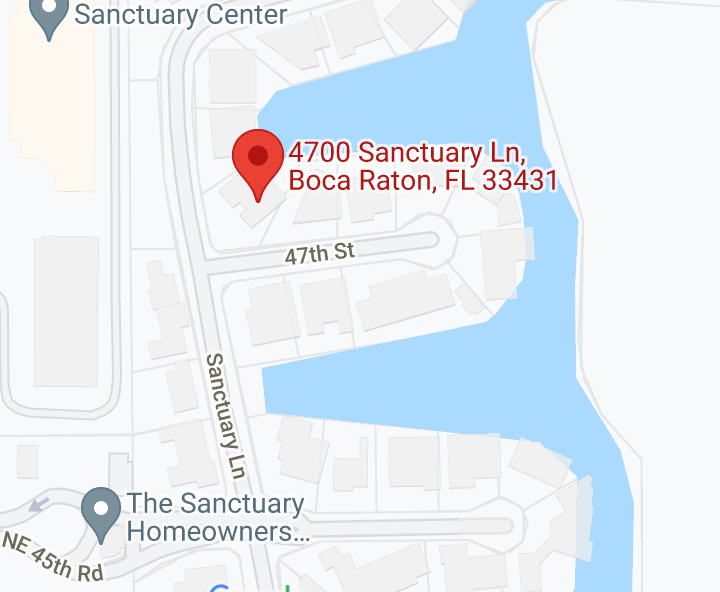 Sanctuary Center
4700 Sanctuary Ln,
Boca Raton, FL 33431
47th St
Sanctuary Ln
The Sanctuary
Homeowners...
NE 45th Rd